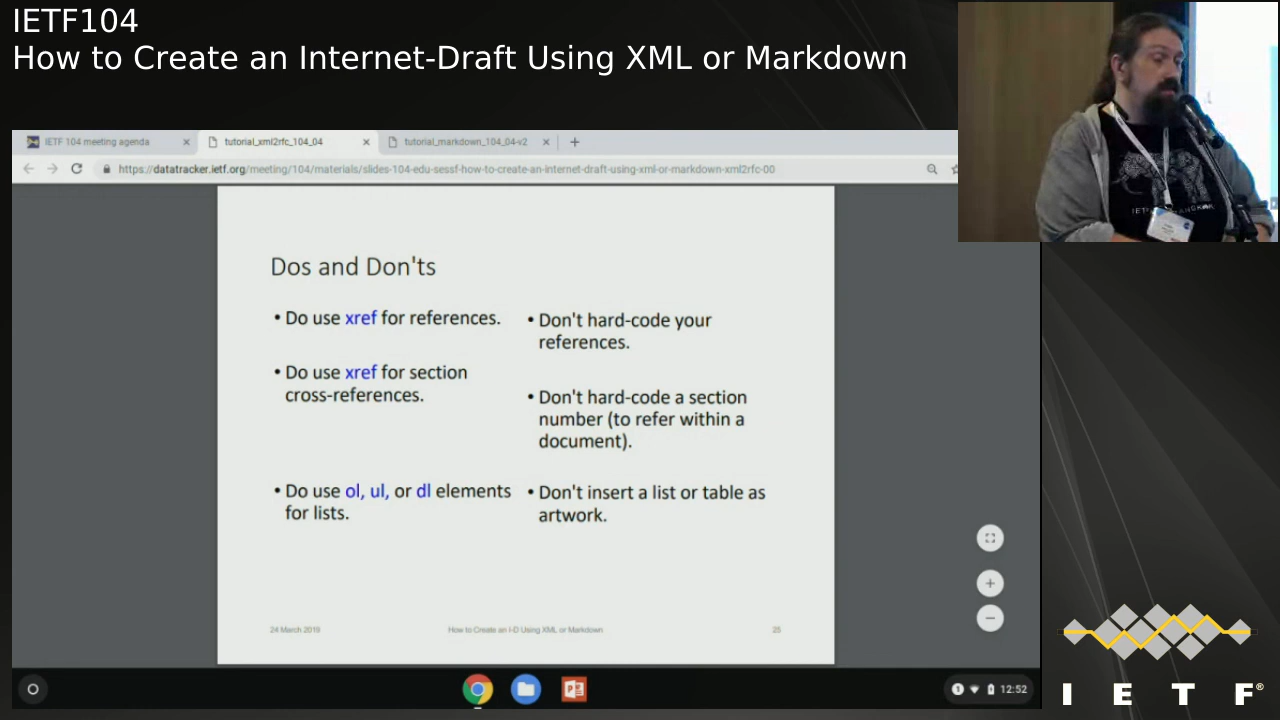 IETF104
How to Create an Internet-Draft Using XML or Markdown
IETF 104 meeting agenda
tutorial_xml2rfc_104_04
tutorial_markdown_104_04-v2
https://datatracker.ietf.org/meeting/104/materials/slides-104-edu-sessf-how-to-create-an-internet-draft-using-xml-or-markdown-xml2rfc-00
Dos and Don'ts
• Do use xref for references.
• Do use xref for section
cross-references.
• Do use ol, ul, or dl elements
for lists.
• Don't hard-code your
references.
• Don't hard-code a section
number (to refer within a
document).
• Don't insert a list or table as
artwork.
24 March 2019
How to Create an I-D Using XML or Markdown
25
1
12:52
IETF®